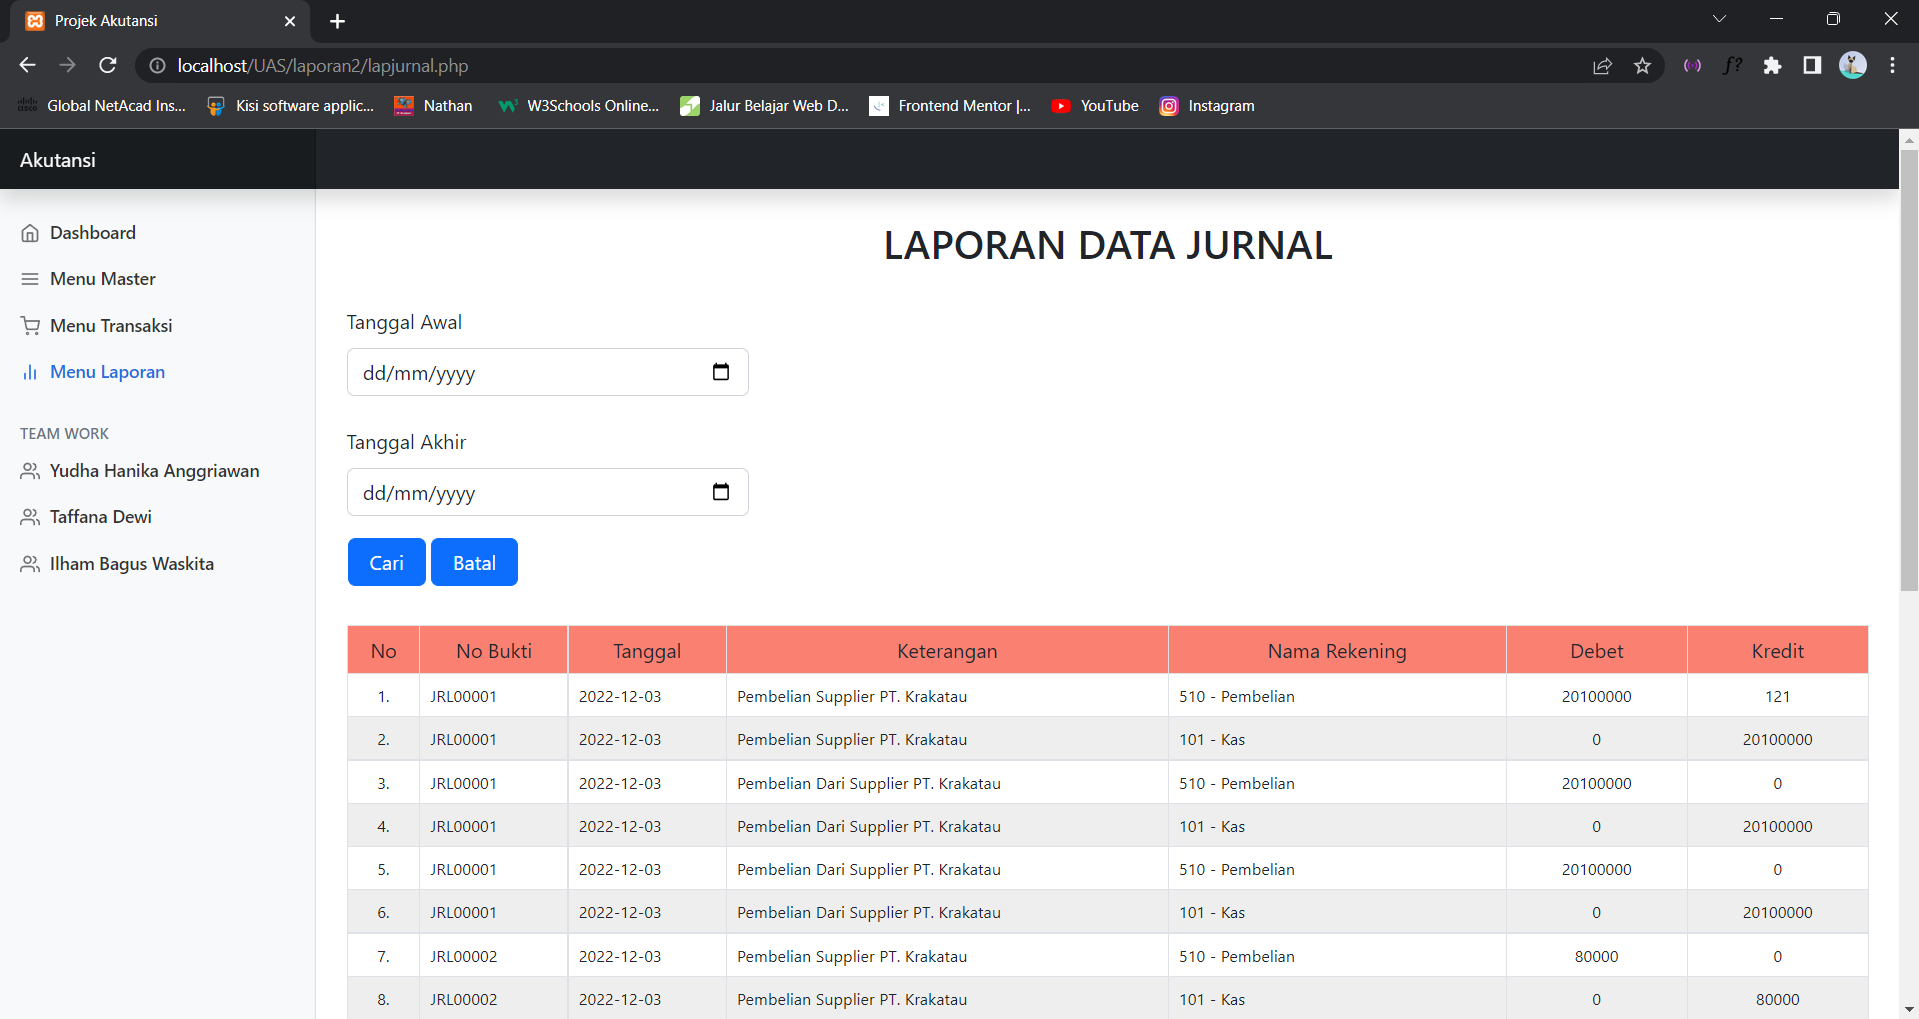 Projek Akutansi
localhost/UAS/laporan2/lapjurnal.php
f?
Global NetAcad Ins... Kisi software applic... Nathan W3Schools Online... Jalur Belajar Web D... Frontend Mentor |... YouTube Instagram
Akutansi
Dashboard
Menu Master
Menu Transaksi
Menu Laporan
TEAM WORK
Yudha Hanika Anggriawan
Taffana Dewi
Ilham Bagus Waskita
LAPORAN DATA JURNAL
Tanggal Awal
dd/mm/yyyy
Tanggal Akhir
dd/mm/yyyy
Cari Batal
No No Bukti Tanggal Keterangan Nama Rekening Debet Kredit
1. JRL00001 2022-12-03 Pembelian Supplier PT. Krakatau 510 - Pembelian 20100000 121
2. JRL00001 2022-12-03 Pembelian Supplier PT. Krakatau 101 - Kas 0 20100000
3. JRL00001 2022-12-03 Pembelian Dari Supplier PT. Krakatau 510 - Pembelian 20100000 0
4. JRL00001 2022-12-03 Pembelian Dari Supplier PT. Krakatau 101 - Kas 0 20100000
5. JRL00001 2022-12-03 Pembelian Dari Supplier PT. Krakatau 510 - Pembelian 20100000 0
6. JRL00001 2022-12-03 Pembelian Dari Supplier PT. Krakatau 101 - Kas 0 20100000
7. JRL00002 2022-12-03 Pembelian Supplier PT. Krakatau 510 - Pembelian 80000 0
8. JRL00002 2022-12-03 Pembelian Supplier PT. Krakatau 101 - Kas 0 80000